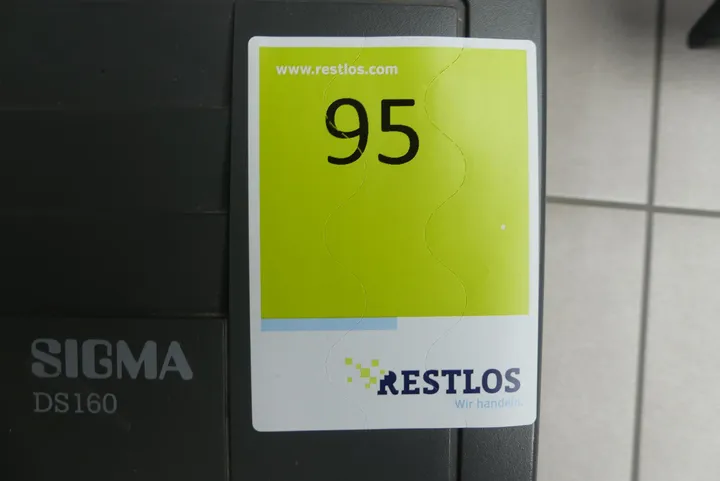 www.restlos.com
95
SIGMA
DS160
RESTLOS
Wir handeln.